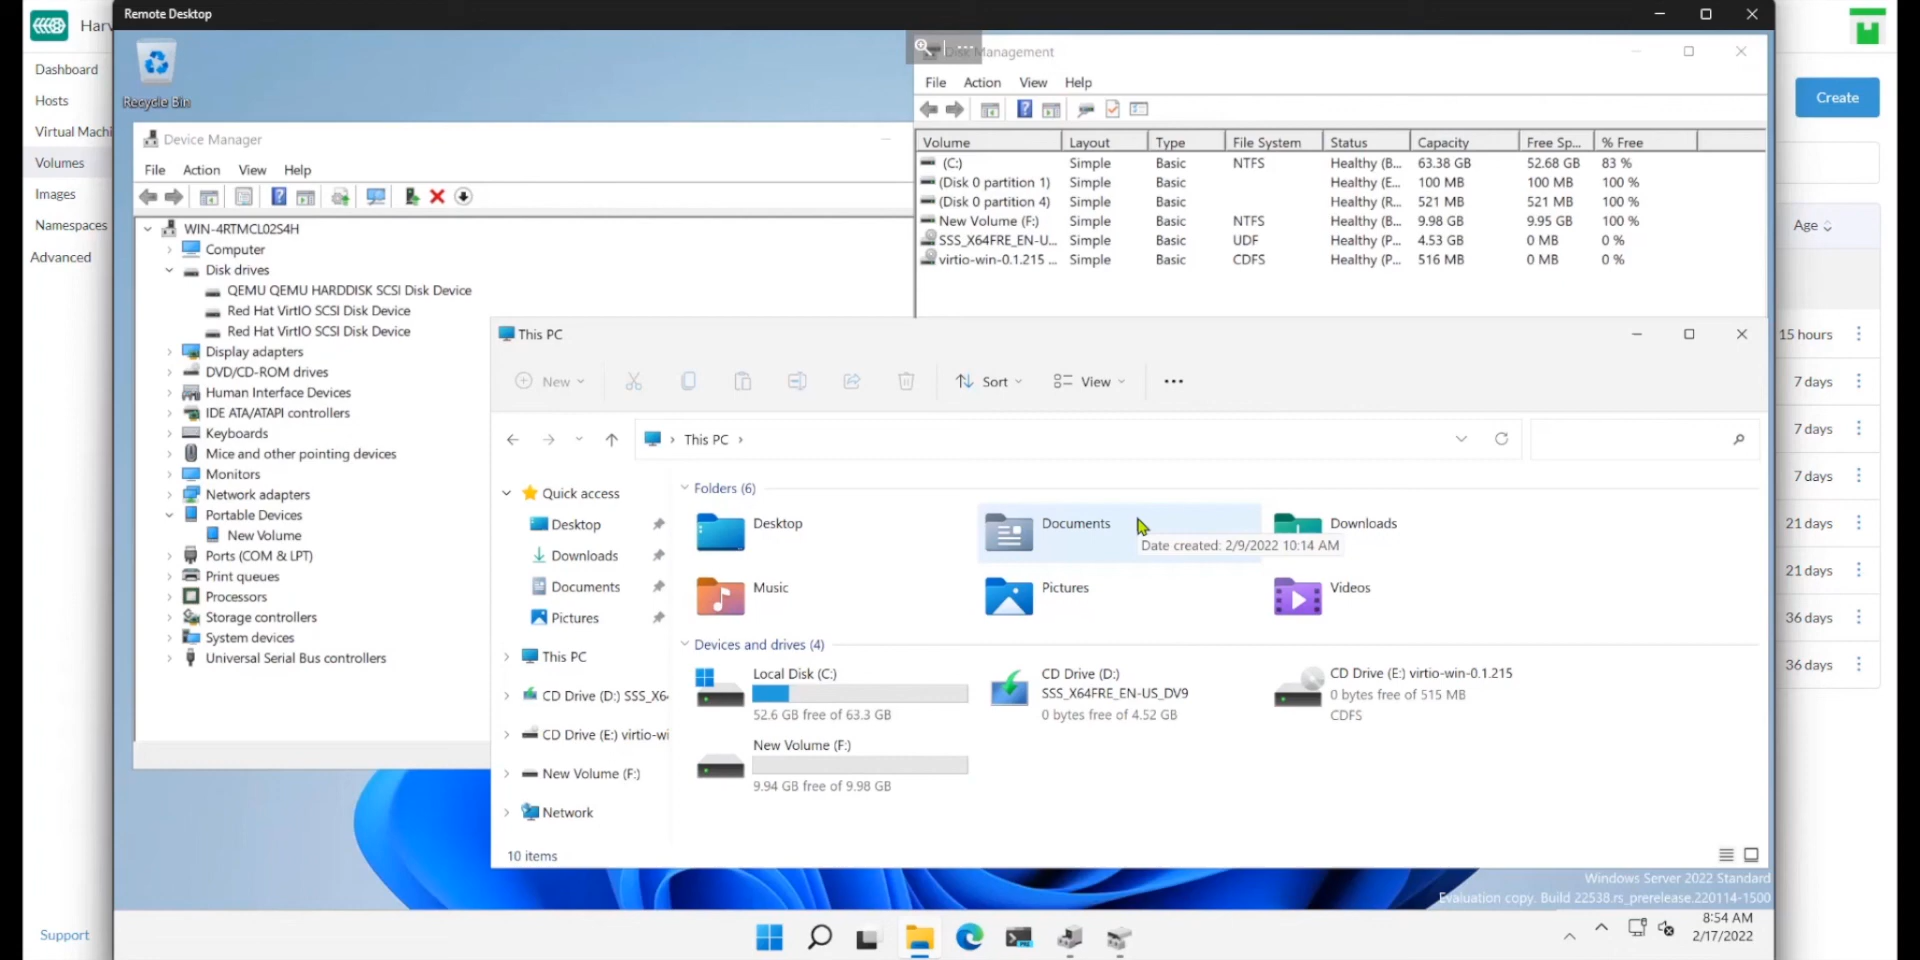 Remote Desktop
Harv
Dashboard
Hosts
Virtual Machi
Volumes
Images
Namespaces
Advanced
Support
Create
Age
15 hours
7 days
7 days
7 days
21 days
21 days
36 days
36 days
Recycle Bin
Device Manager
File Action View Help
WIN-4RTMCL02S4H
Computer
Disk drives
QEMU QEMU HARDDISK SCSI Disk Device
Red Hat VirtIO SCSI Disk Device
Red Hat VirtIO SCSI Disk Device
Display adapters
DVD/CD-ROM drives
Human Interface Devices
IDE ATA/ATAPI controllers
Keyboards
Mice and other pointing devices
Monitors
Network adapters
Portable Devices
New Volume
Ports (COM & LPT)
Print queues
Processors
Storage controllers
System devices
Universal Serial Bus controllers
Management
File Action View Help
Volume Layout Type File System Status Capacity Free Sp... % Free
(C:) Simple Basic NTFS Healthy (B... 63.38 GB 52.68 GB 83 %
(Disk 0 partition 1) Simple Basic Healthy (E... 100 MB 100 MB 100 %
(Disk 0 partition 4) Simple Basic Healthy (R... 521 MB 521 MB 100 %
New Volume (F:) Simple Basic NTFS Healthy (B... 9.98 GB 9.95 GB 100 %
SSS_X64FRE_EN-U... Simple Basic UDF Healthy (P... 4.53 GB 0 MB 0 %
virtio-win-0.1.215 ... Simple Basic CDFS Healthy (P... 516 MB 0 MB 0 %
This PC
New Sort View
This PC
Quick access
Desktop
Downloads
Documents
Pictures
This PC
CD Drive (D:) SSS_X6
CD Drive (E:) virtio-wi
New Volume (F:)
Network
Folders (6)
Desktop
Documents
Downloads
Date created: 2/9/2022 10:14 AM
Music
Pictures
Videos
Devices and drives (4)
Local Disk (C:)
52.6 GB free of 63.3 GB
CD Drive (D:)
SSS_X64FRE_EN-US_DV9
0 bytes free of 4.52 GB
CD Drive (E:) virtio-win-0.1.215
0 bytes free of 515 MB
CDFS
New Volume (F:)
9.94 GB free of 9.98 GB
10 items
Windows Server 2022 Standard
Evaluation copy. Build 22538.rs_prerelease.220114-1500
8:54 AM
2/17/2022